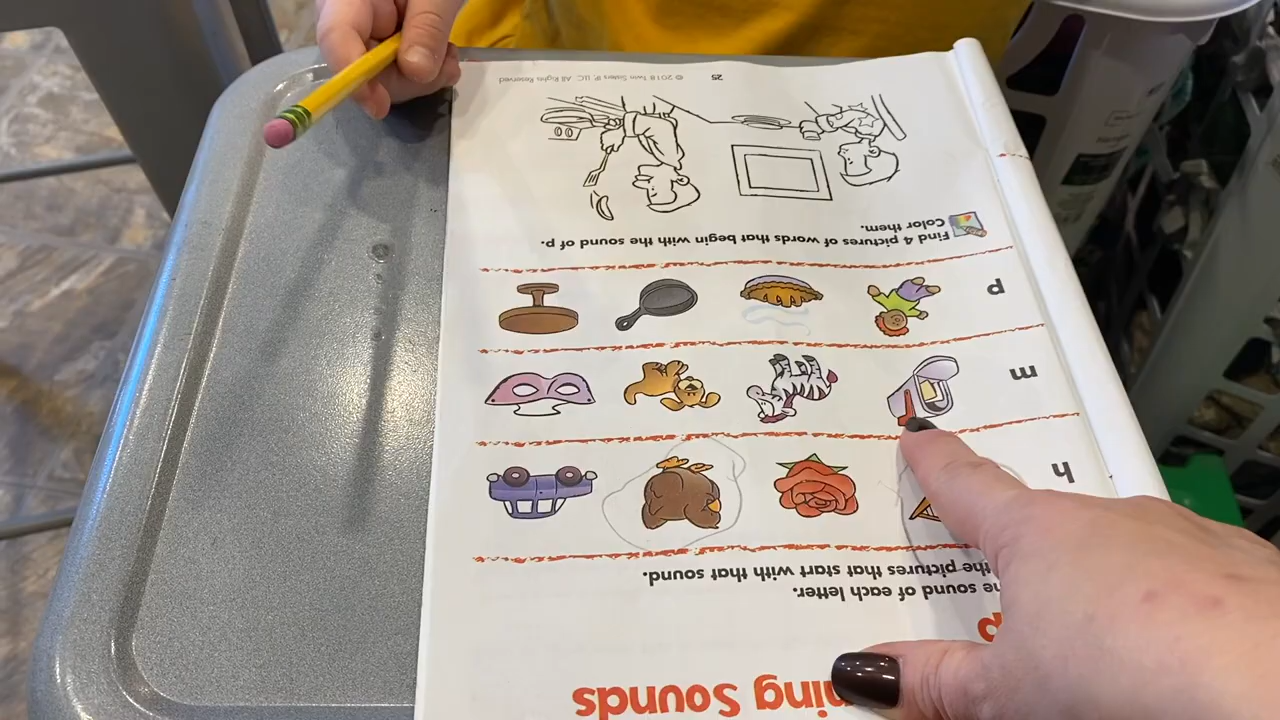 ning Sounds
p
he sound of each letter.
the pictures that start with that sound.
h
m
p
Find 4 pictures of words that begin with the sound of p.
Color them.
25
© 2018 Twin Sisters IP, LLC. All Rights Reserved.